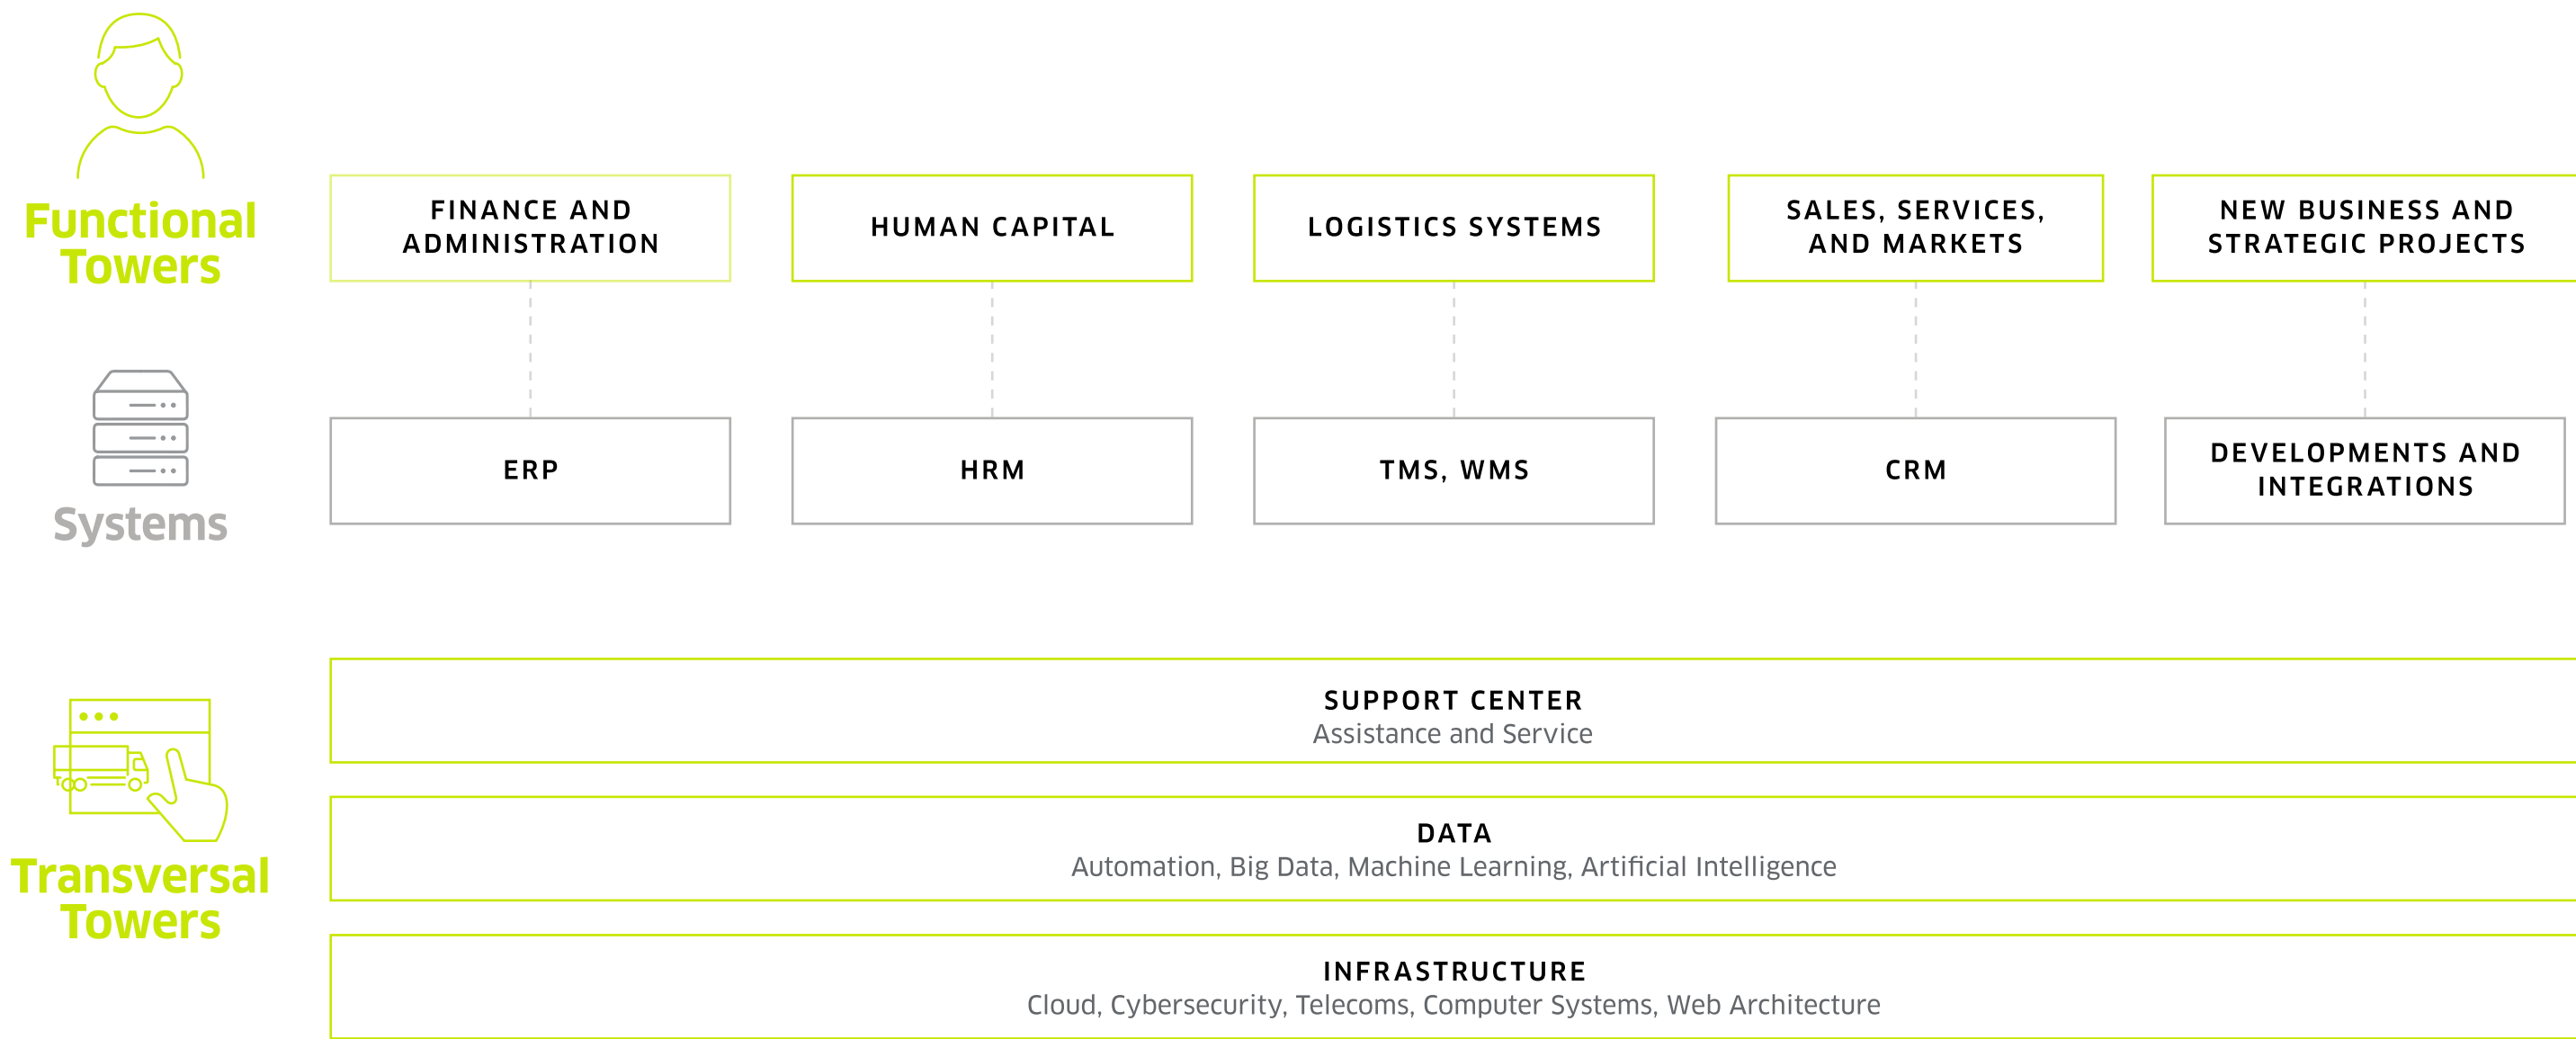 Functional
Towers
FINANCE AND
ADMINISTRATION
HUMAN CAPITAL
LOGISTICS SYSTEMS
SALES, SERVICES,
AND MARKETS
NEW BUSINESS AND
STRATEGIC PROJECTS
Systems
ERP
HRM
TMS, WMS
CRM
DEVELOPMENTS AND
INTEGRATIONS
Transversal
Towers
SUPPORT CENTER
Assistance and Service
DATA
Automation, Big Data, Machine Learning, Artificial Intelligence
INFRASTRUCTURE
Cloud, Cybersecurity, Telecoms, Computer Systems, Web Architecture